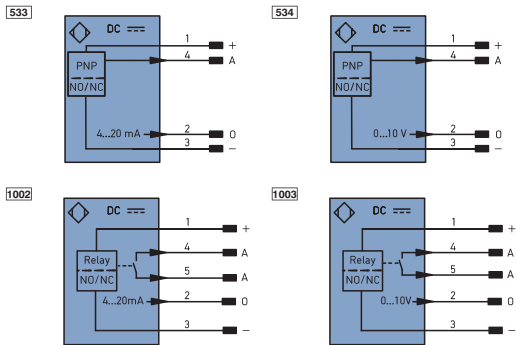 533
DC
PNP
NO/NC
4...20 mA
1 +
4 A
2 O
3 –
534
DC
PNP
NO/NC
0...10 V
1 +
4 A
2 O
3 –
1002
DC
Relay
NO/NC
4...20mA
1 +
4 A
5 A
2 O
3 –
1003
DC
Relay
NO/NC
0...10V
1 +
4 A
5 A
2 O
3 –